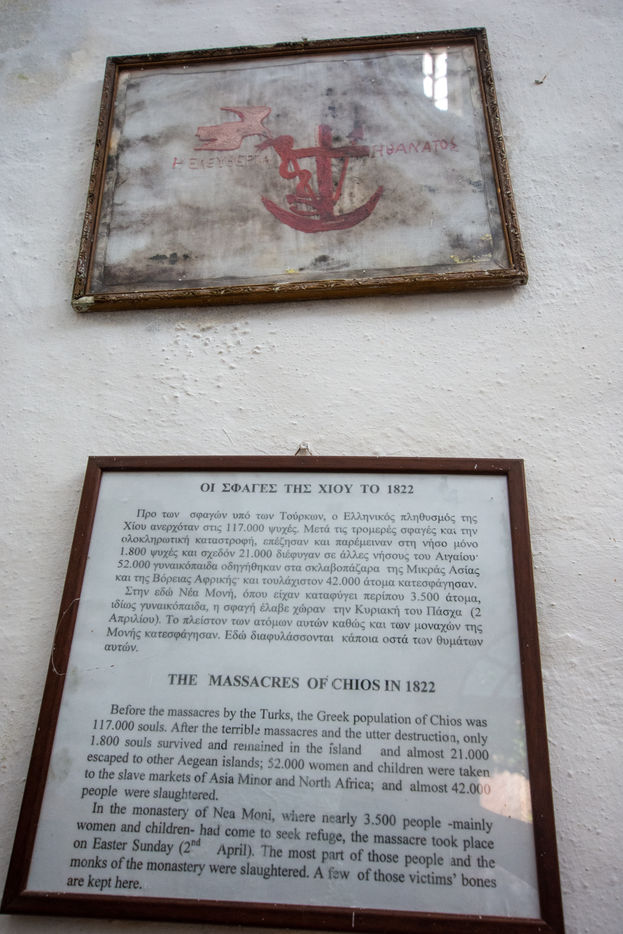 Η ΕΛΕΥΘΕΡΙΑ Η ΘΑΝΑΤΟΣ
ΟΙ ΣΦΑΓΕΣ ΤΗΣ ΧΙΟΥ ΤΟ 1822
Προ των σφαγών υπό των Τούρκων, ο Ελληνικός πληθυσμός της
Χίου ανερχόταν στις 117.000 ψυχές. Μετά τις τρομερές σφαγές και την
ολοκληρωτική καταστροφή, επέζησαν και παρέμειναν στη νήσο μόνο
1.800 ψυχές και σχεδόν 21.000 διέφυγαν σε άλλες νήσους του Αιγαίου·
52.000 γυναικόπαιδα οδηγήθηκαν στα σκλαβοπάζαρα της Μικράς Ασίας
και της Βόρειας Αφρικής· και τουλάχιστον 42.000 άτομα κατεσφάγησαν.
Στην εδώ Νέα Μονή, όπου είχαν καταφύγει περίπου 3.500 άτομα,
ιδίως γυναικόπαιδα, η σφαγή έλαβε χώραν την Κυριακή του Πάσχα (2
Απριλίου). Το πλείστον των ατόμων αυτών καθώς και των μοναχών της
Μονής κατεσφάγησαν. Εδώ διαφυλάσσονται κάποια οστά των θυμάτων
αυτών.
THE MASSACRES OF CHIOS IN 1822
Before the massacres by the Turks, the Greek population of Chios was
117.000 souls. After the terrible massacres and the utter destruction, only
1.800 souls survived and remained in the island and almost 21.000
escaped to other Aegean islands; 52.000 women and children were taken
to the slave markets of Asia Minor and North Africa; and almost 42.000
people were slaughtered.
In the monastery of Nea Moni, where nearly 3.500 people -mainly
women and children- had come to seek refuge, the massacre took place
on Easter Sunday (2nd April). The most part of those people and the
monks of the monastery were slaughtered. A few of those victims' bones
are kept here.